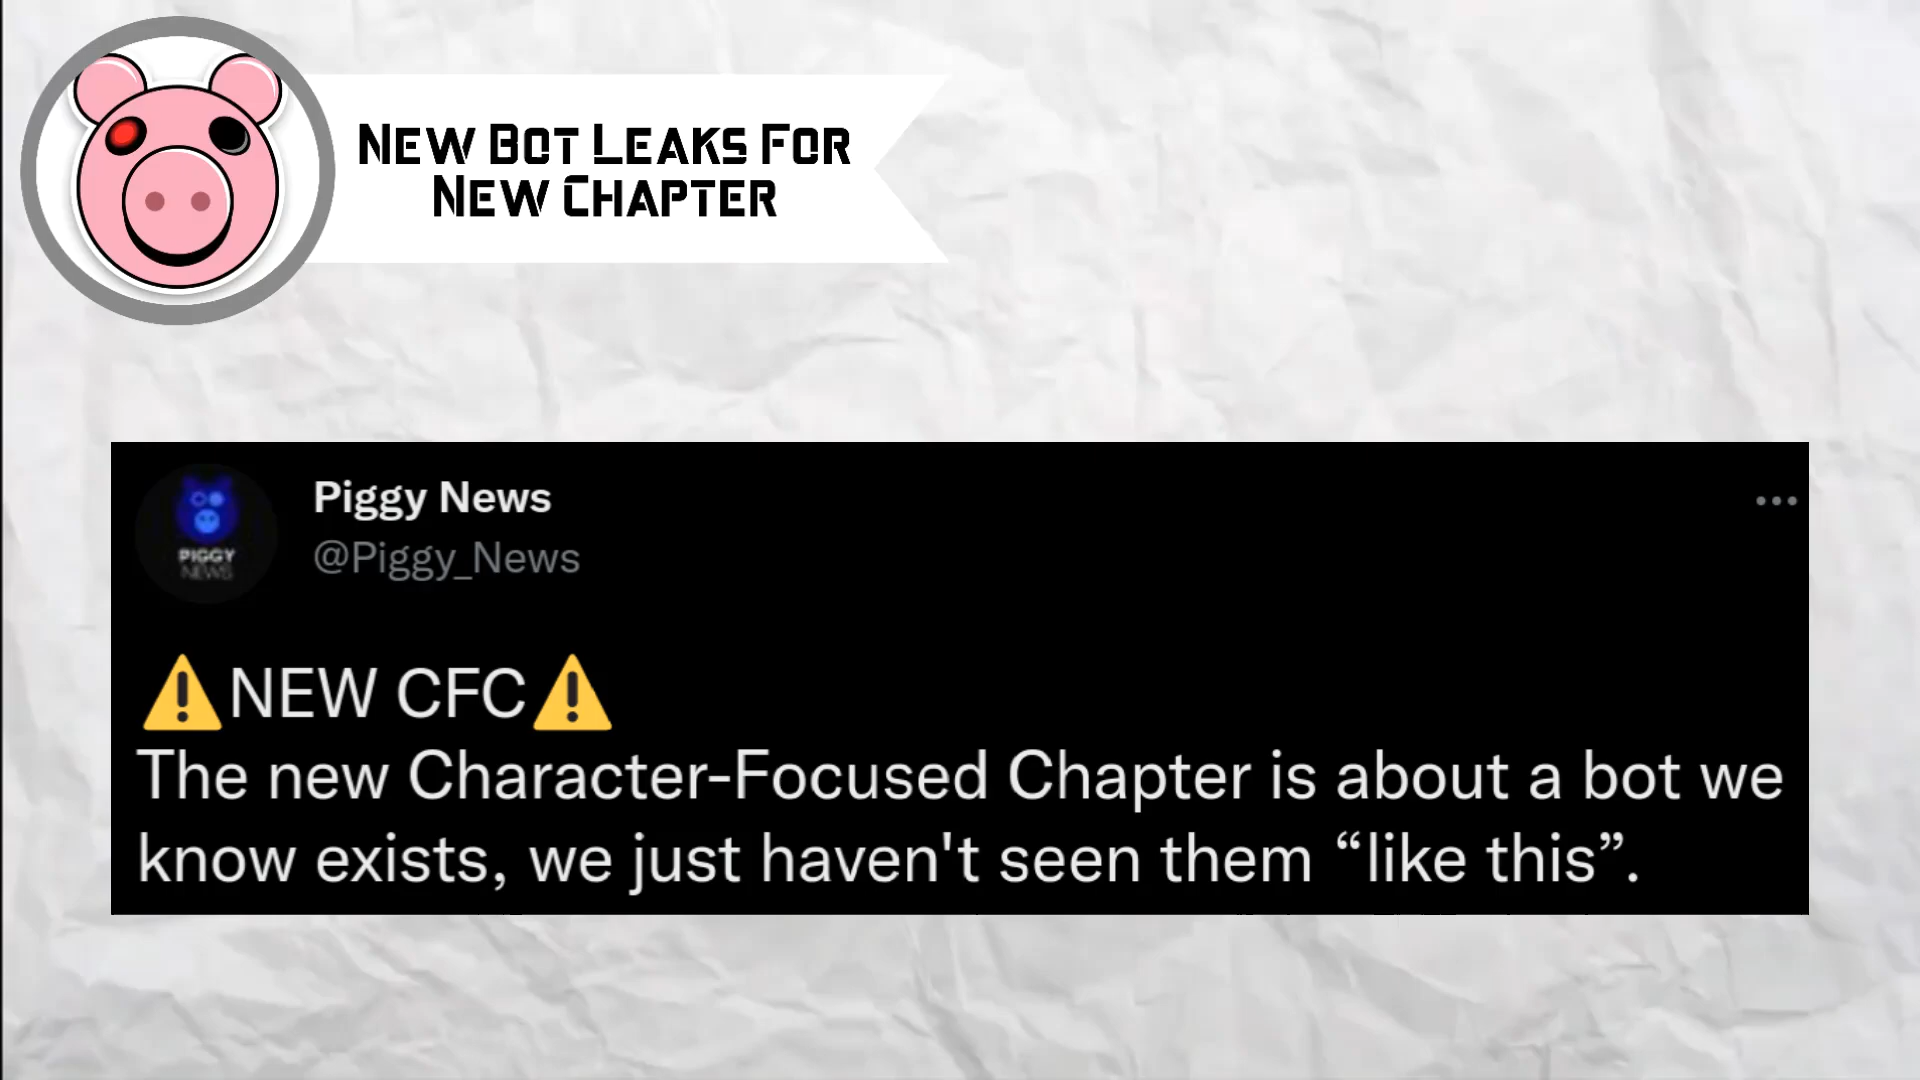 New Bot Leaks For
New Chapter
Piggy News
@Piggy_News
PIGGY
NEWS
⚠️NEW CFC⚠️
The new Character-Focused Chapter is about a bot we
know exists, we just haven't seen them “like this”.